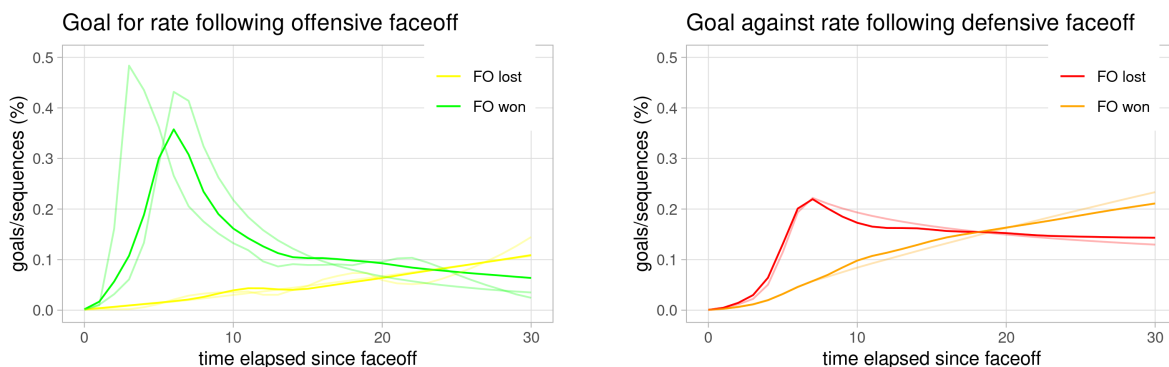 Goal for rate following offensive faceoff
goals/sequences (%)
0.5
0.4
0.3
0.2
0.1
0.0
FO lost
FO won
0 10 20 30
time elapsed since faceoff
Goal against rate following defensive faceoff
goals/sequences (%)
0.5
0.4
0.3
0.2
0.1
0.0
FO lost
FO won
0 10 20 30
time elapsed since faceoff